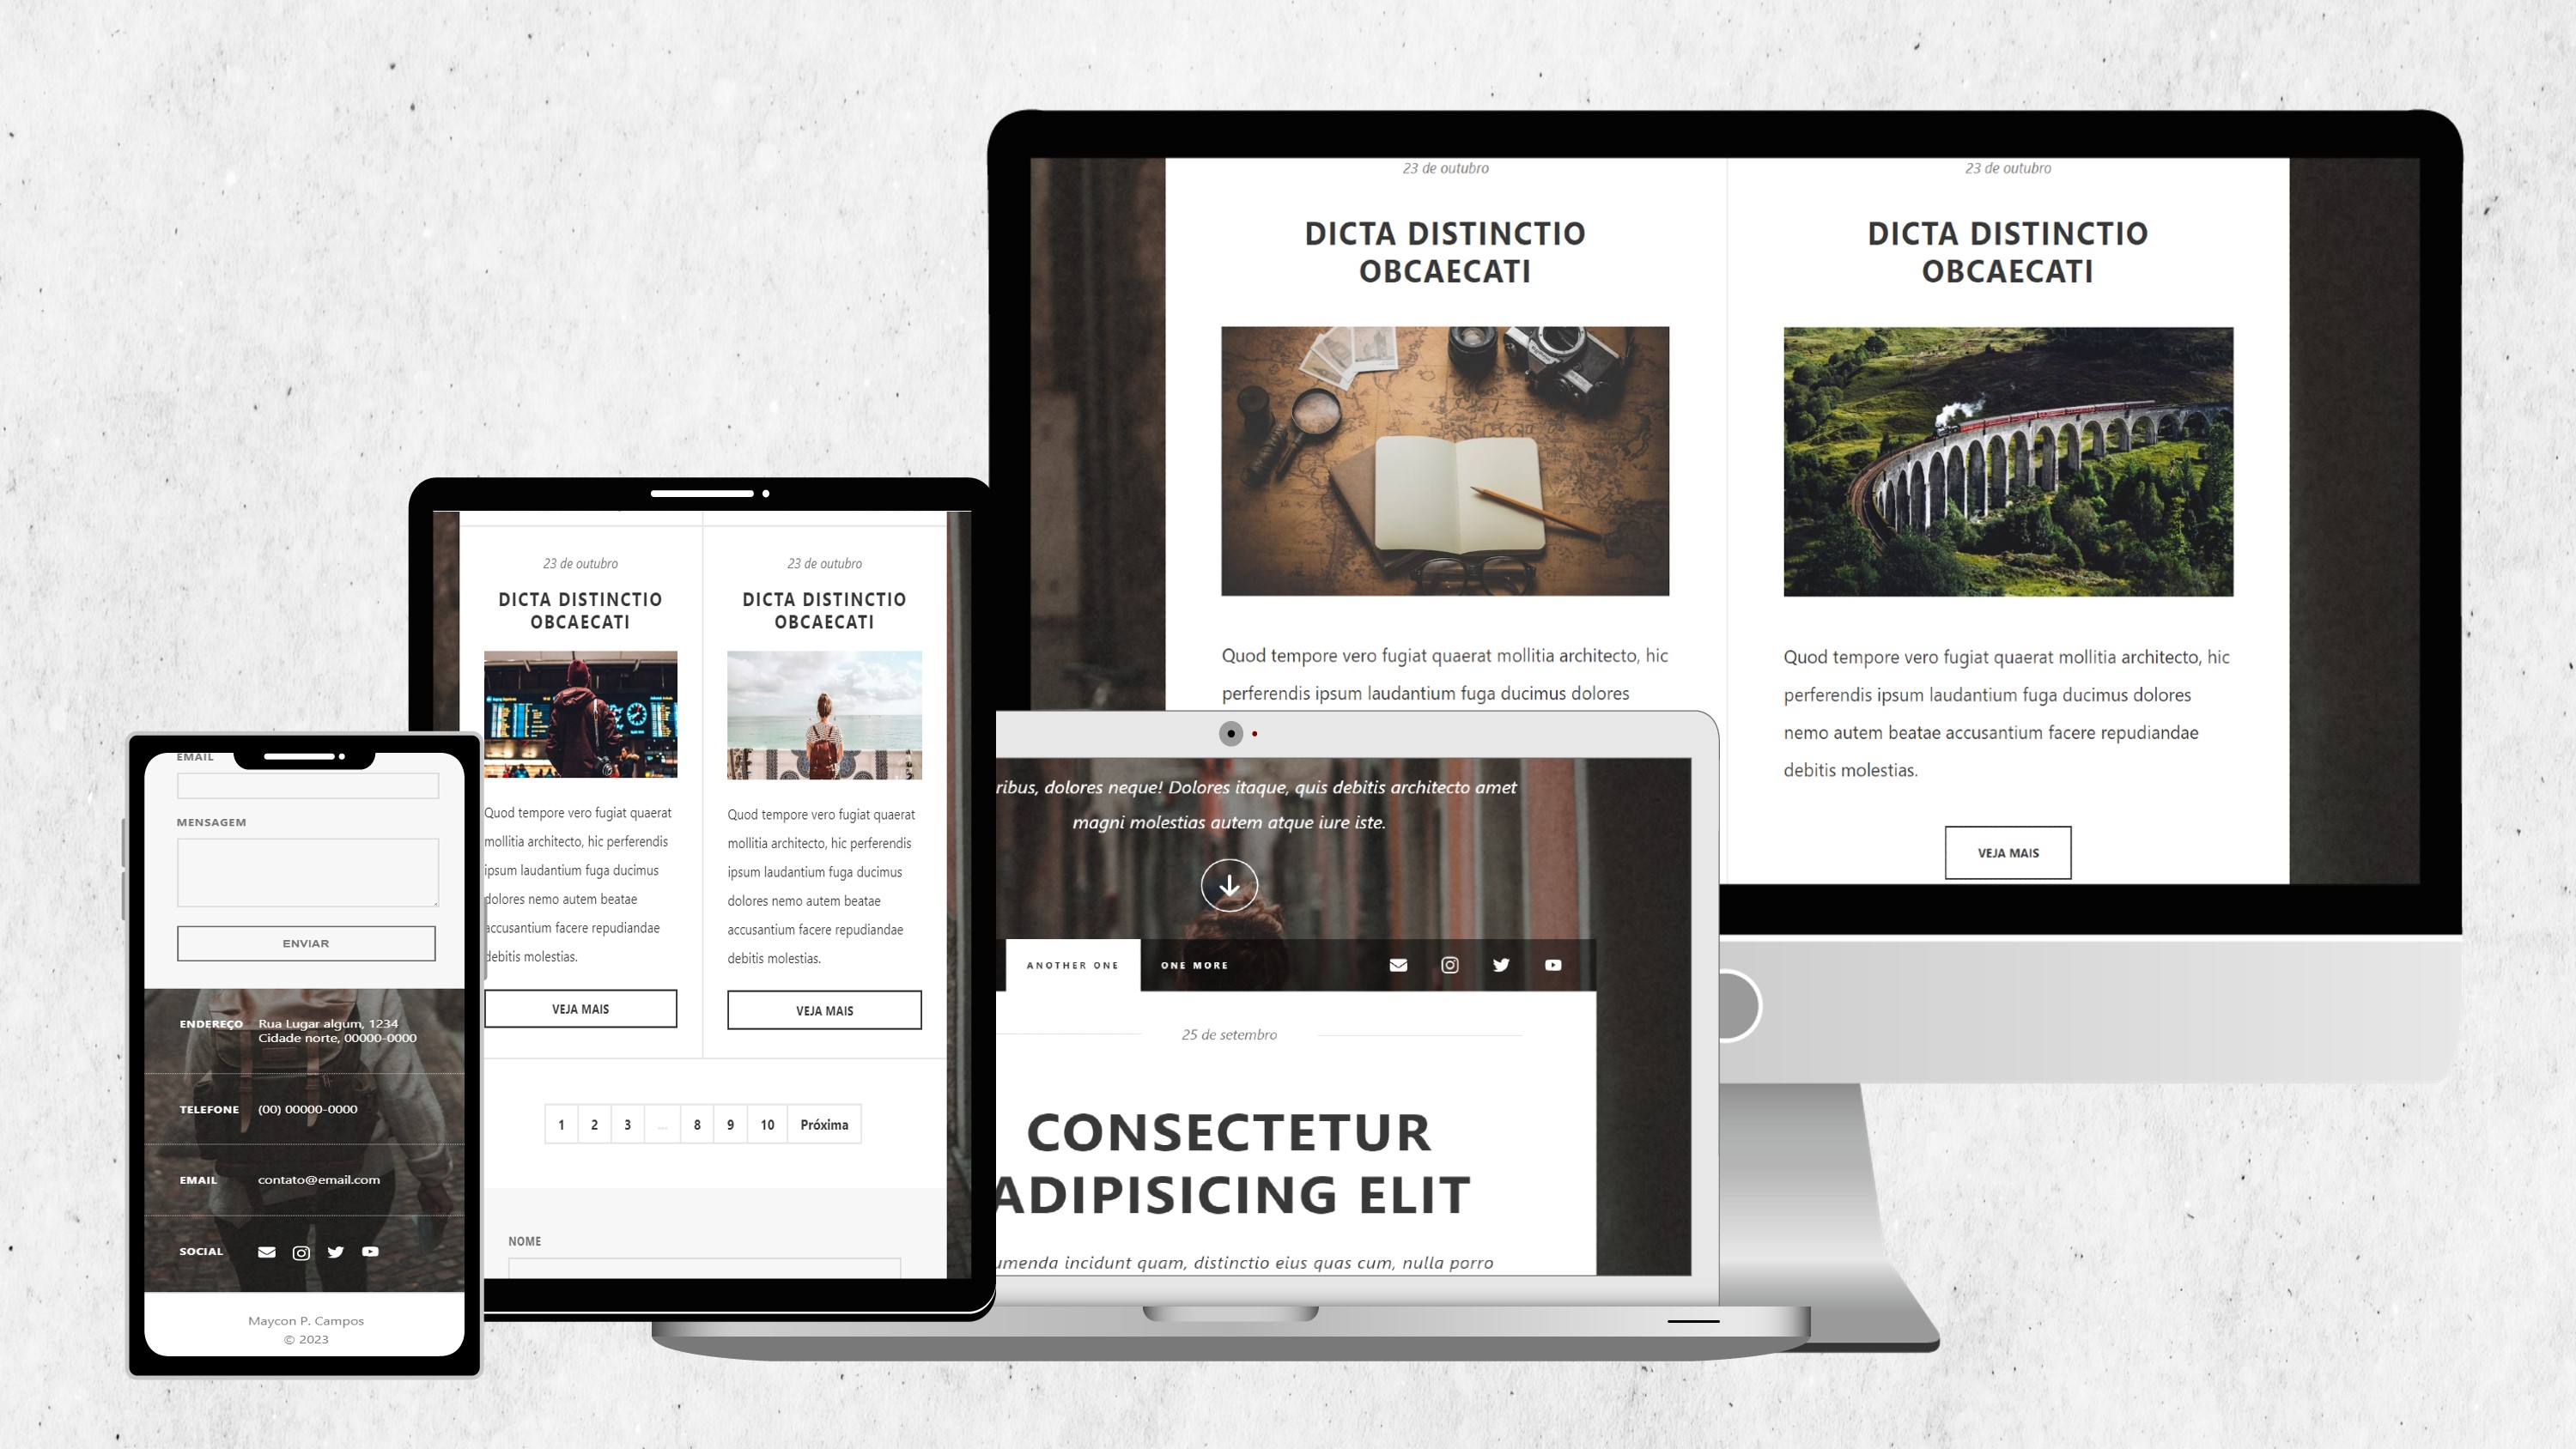 23 de outubro
DICTA DISTINCTIO
OBCAECATI
Quod tempore vero fugiat quaerat mollitia architecto, hic
perferendis ipsum laudantium fuga ducimus dolores
23 de outubro
DICTA DISTINCTIO
OBCAECATI
Quod tempore vero fugiat quaerat mollitia architecto, hic
perferendis ipsum laudantium fuga ducimus dolores
nemo autem beatae accusantium facere repudiandae
debitis molestias.
VEJA MAIS
23 de outubro
DICTA DISTINCTIO
OBCAECATI
Quod tempore vero fugiat quaerat
mollitia architecto, hic perferendis
ipsum laudantium fuga ducimus
dolores nemo autem beatae
accusantium facere repudiandae
debitis molestias.
VEJA MAIS
23 de outubro
DICTA DISTINCTIO
OBCAECATI
Quod tempore vero fugiat quaerat
mollitia architecto, hic perferendis
ipsum laudantium fuga ducimus
dolores nemo autem beatae
accusantium facere repudiandae
debitis molestias.
VEJA MAIS
1 2 3 ... 8 9 10 Próxima
NOME
ribus, dolores neque! Dolores itaque, quis debitis architecto amet
magni molestias autem atque iure iste.
ANOTHER ONE ONE MORE
25 de setembro
CONSECTETUR
ADIPISICING ELIT
umenda incidunt quam, distinctio eius quas cum, nulla porro
EMAIL
MENSAGEM
ENVIAR
ENDEREÇO Rua Lugar algum, 1234
Cidade norte, 00000-0000
TELEFONE (00) 00000-0000
EMAIL contato@email.com
SOCIAL
Maycon P. Campos
© 2023